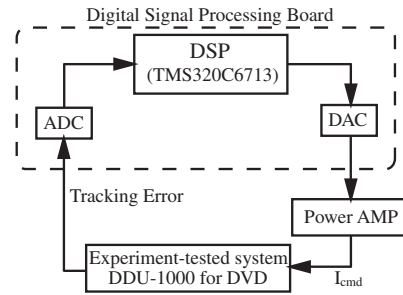 Digital Signal Processing Board
DSP
(TMS320C6713)
ADC
DAC
Tracking Error
Power AMP
Experiment-tested system
DDU-1000 for DVD
I_cmd